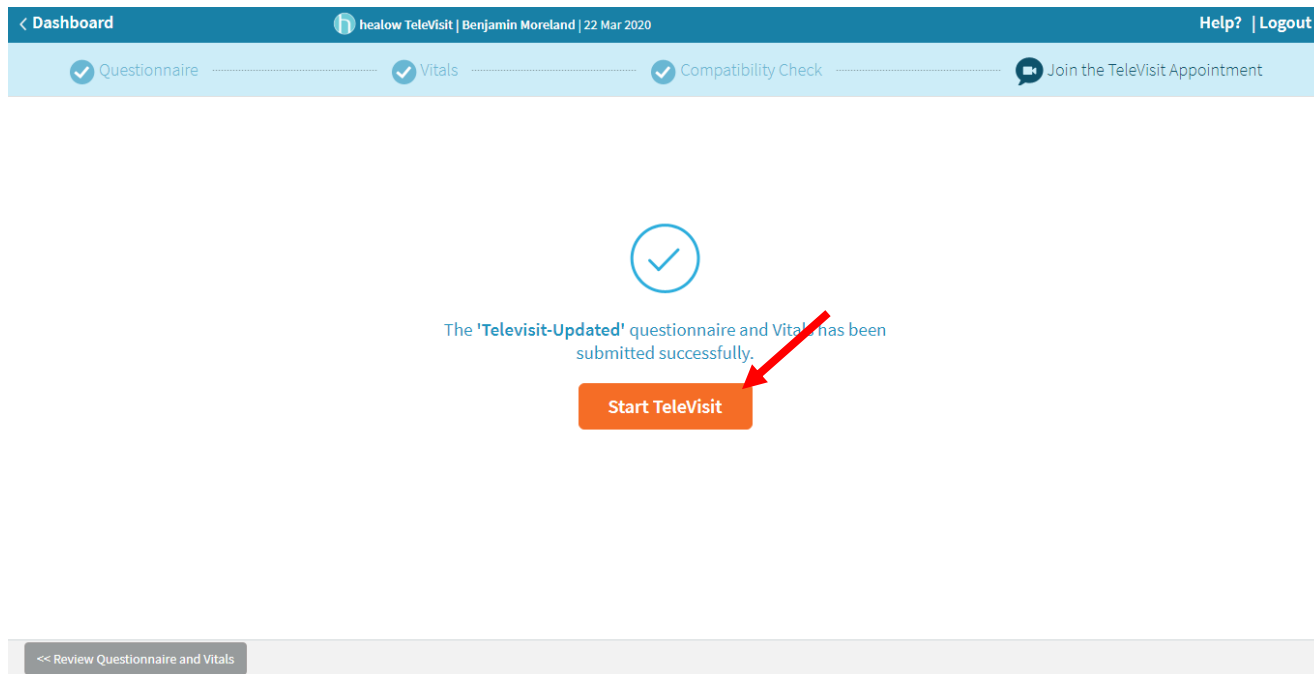 < Dashboard
h healow TeleVisit | Benjamin Moreland | 22 Mar 2020
Help? | Logout
Questionnaire
Vitals
Compatibility Check
Join the TeleVisit Appointment
The 'Televisit-Updated' questionnaire and Vitals has been
submitted successfully.
Start TeleVisit
<< Review Questionnaire and Vitals